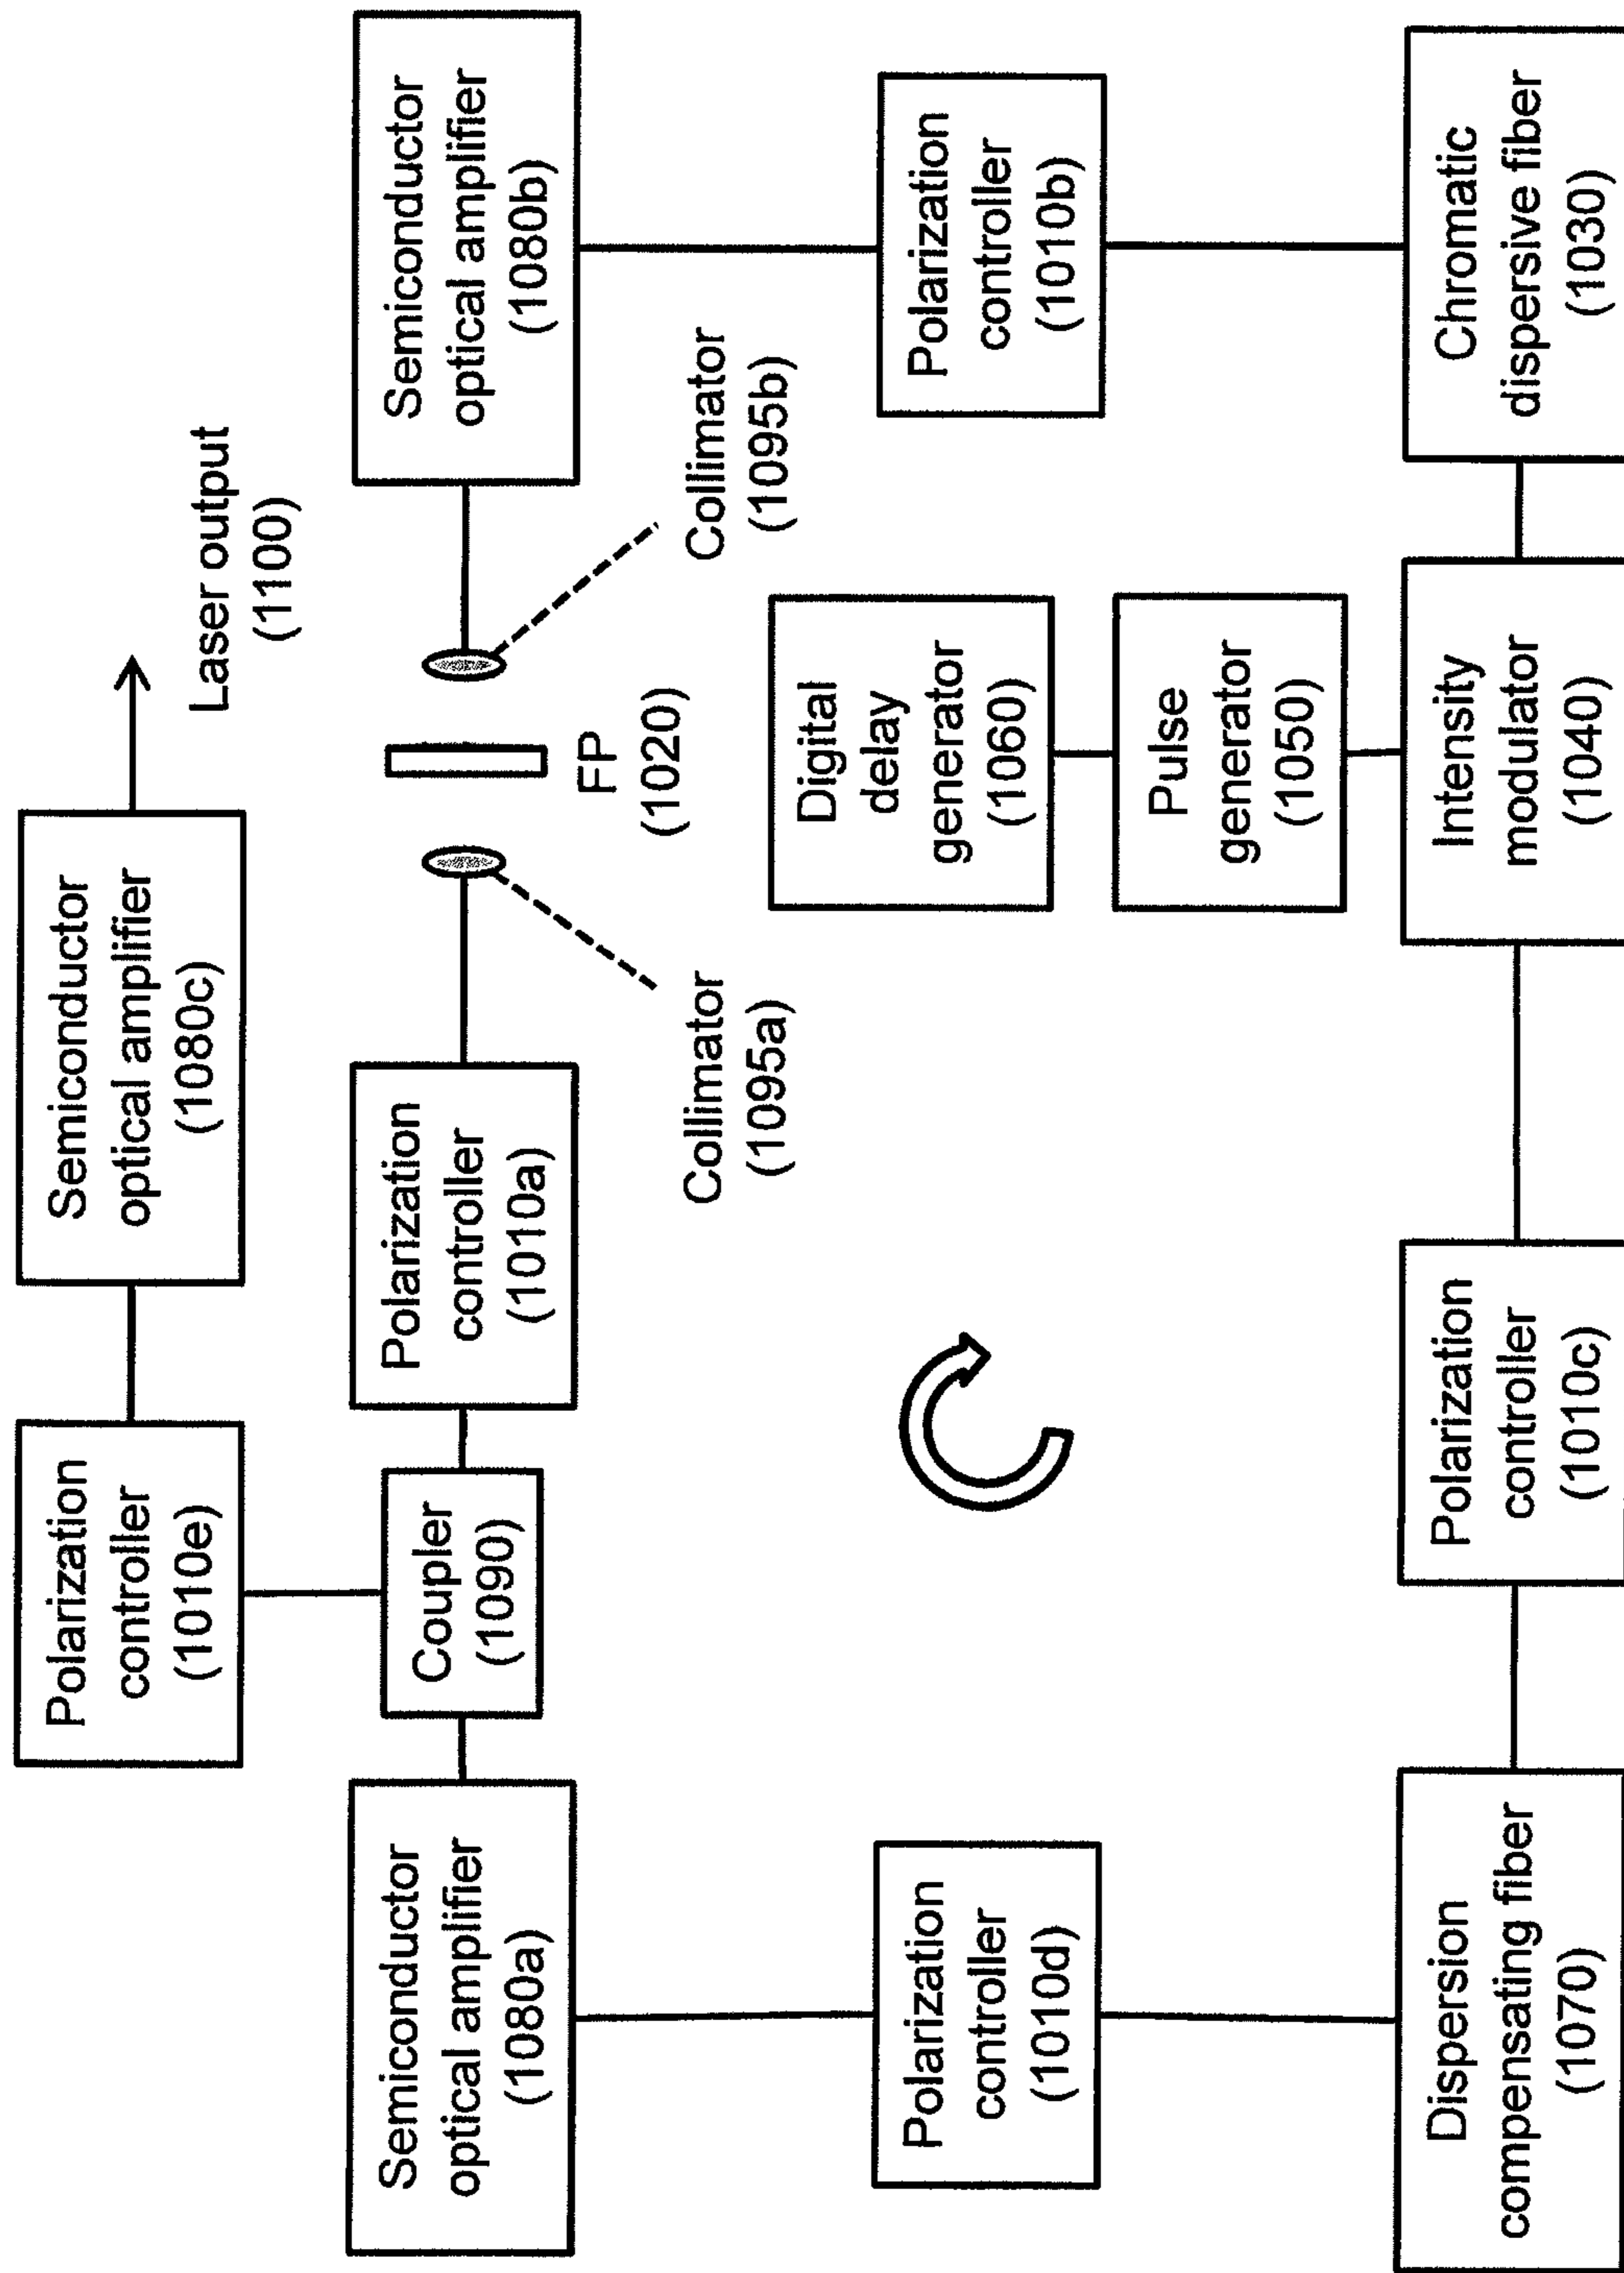 Polarization
controller
(1010e)
Semiconductor
optical amplifier
(1080c)
Laser output
(1100)
Semiconductor
optical amplifier
(1080a)
Coupler
(1090)
Polarization
controller
(1010a)
Collimator
(1095a)
FP
(1020)
Collimator
(1095b)
Semiconductor
optical amplifier
(1080b)
Polarization
controller
(1010d)
Digital
delay
generator
(1060)
Pulse
generator
(1050)
Polarization
controller
(1010b)
Dispersion
compensating fiber
(1070)
Polarization
controller
(1010c)
Intensity
modulator
(1040)
Chromatic
dispersive fiber
(1030)